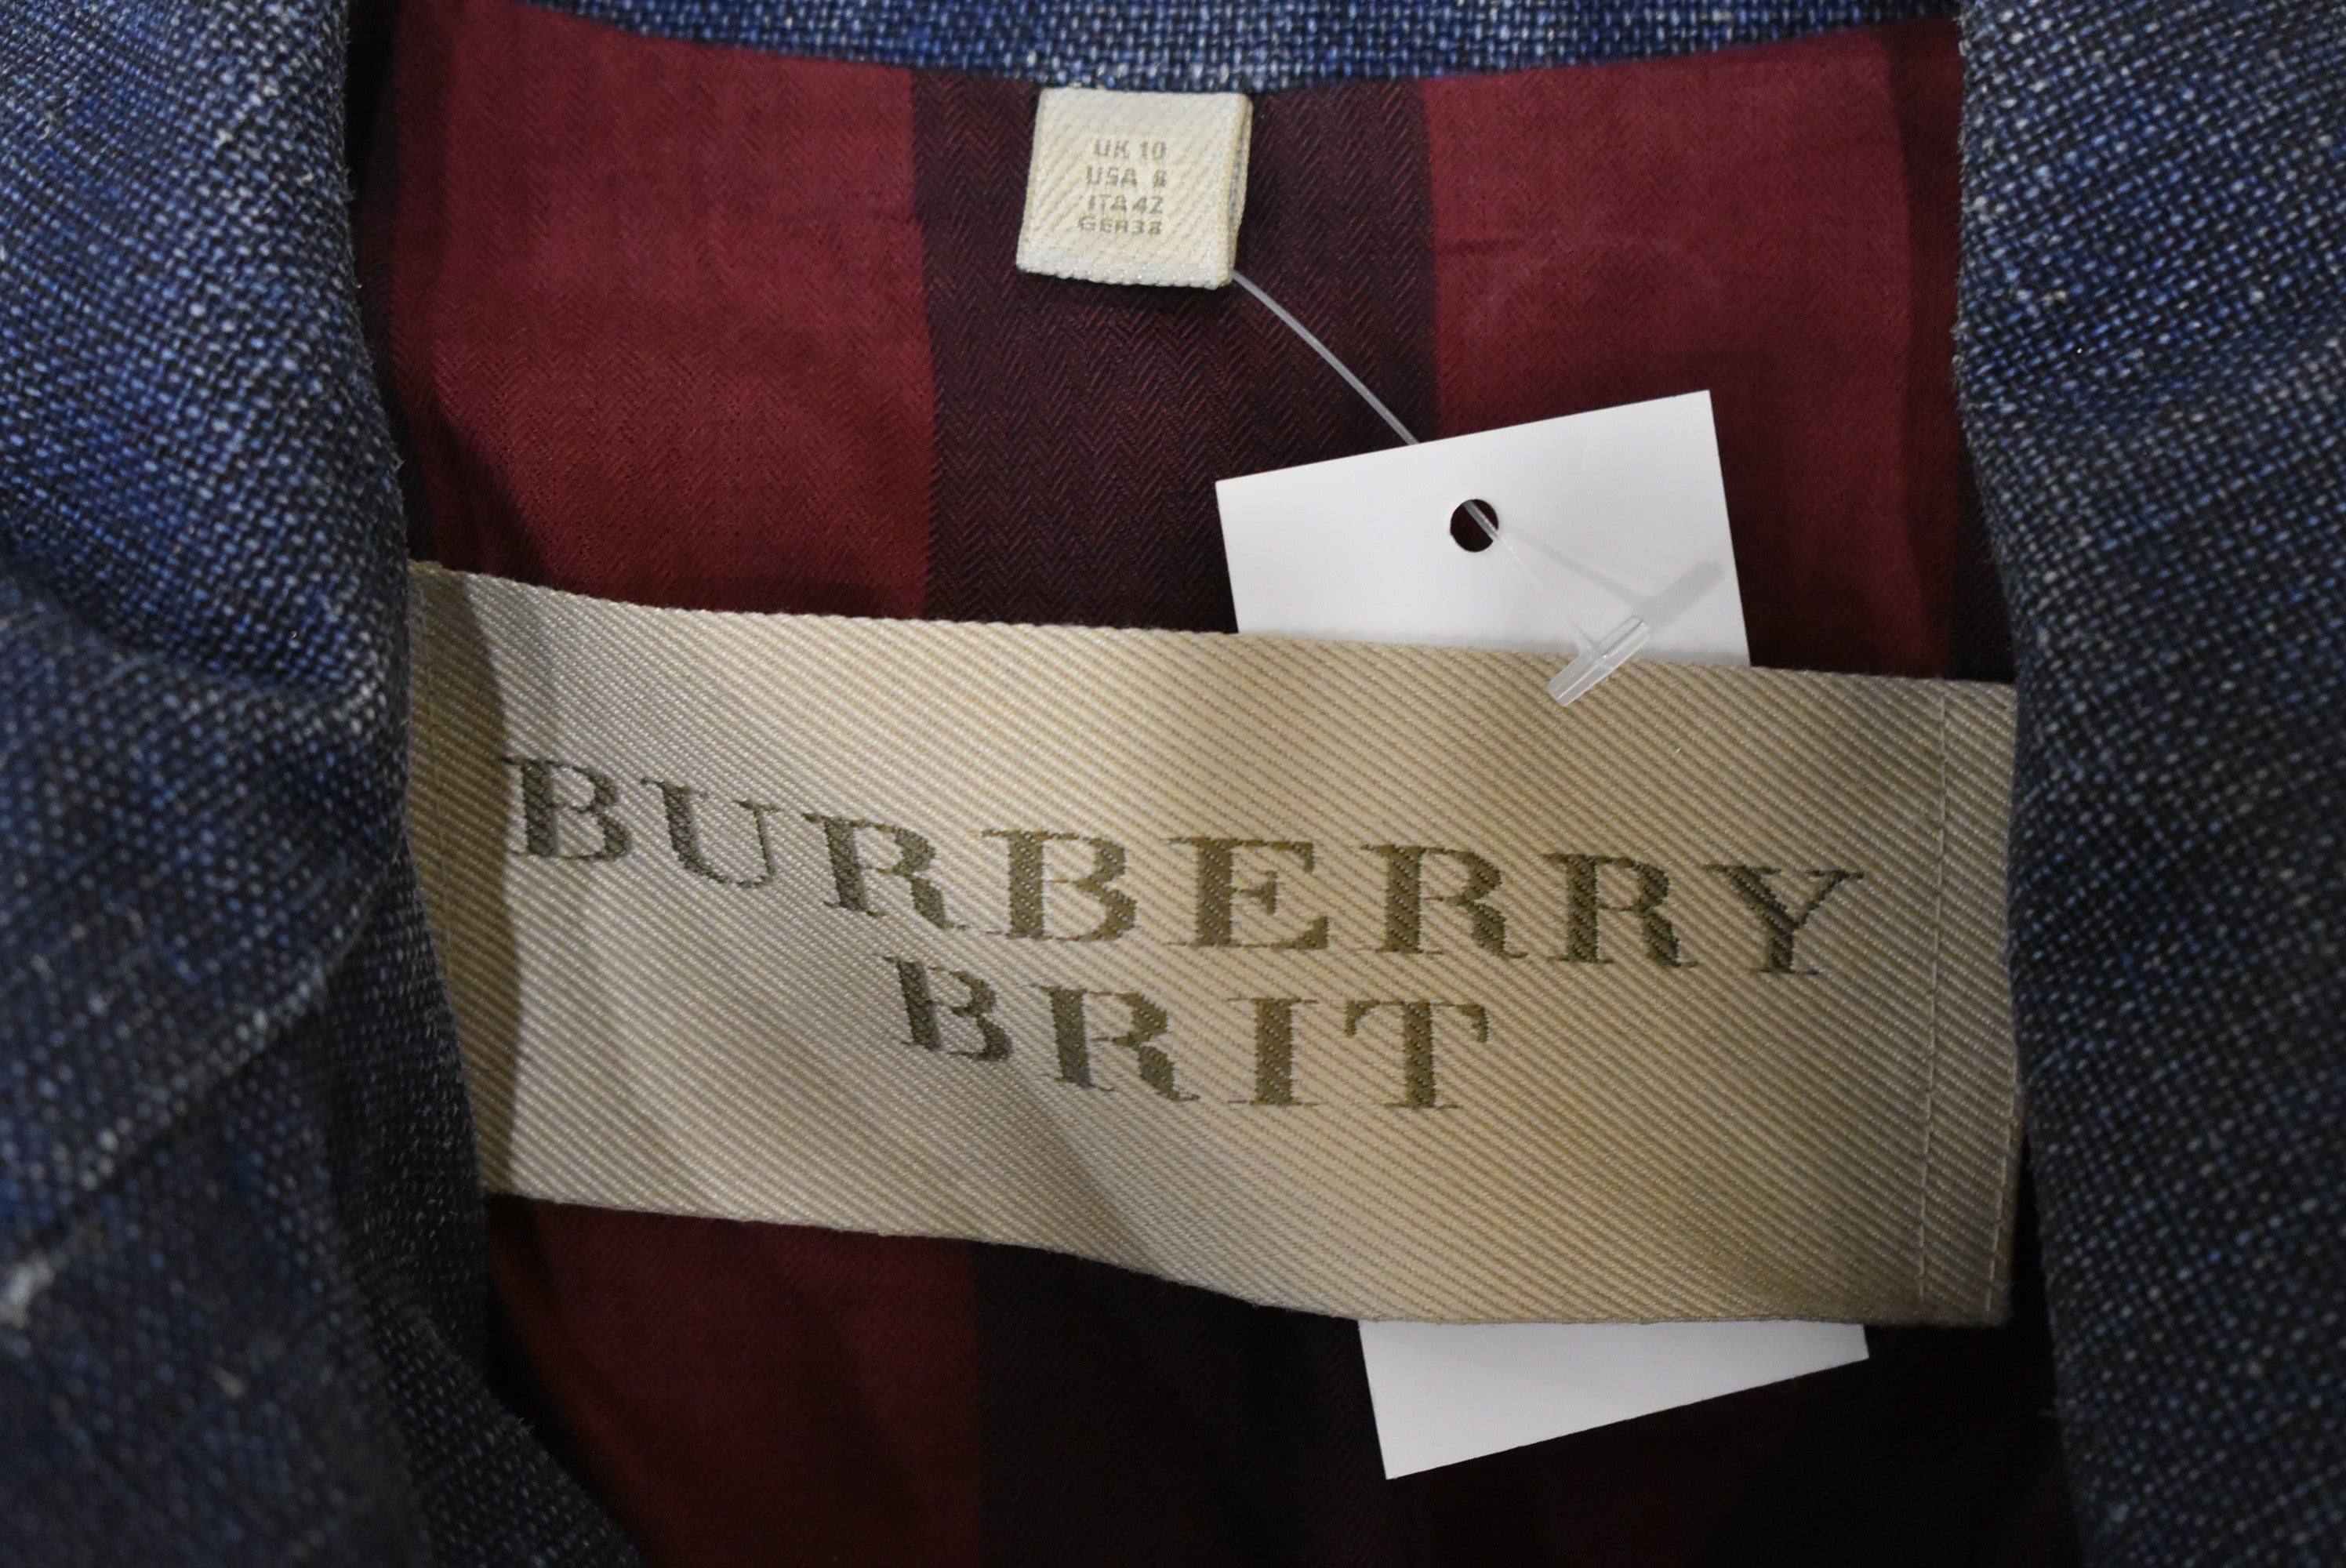 UK 10
USA 8
ITA 42
GER 38
BURBERRY
BRIT